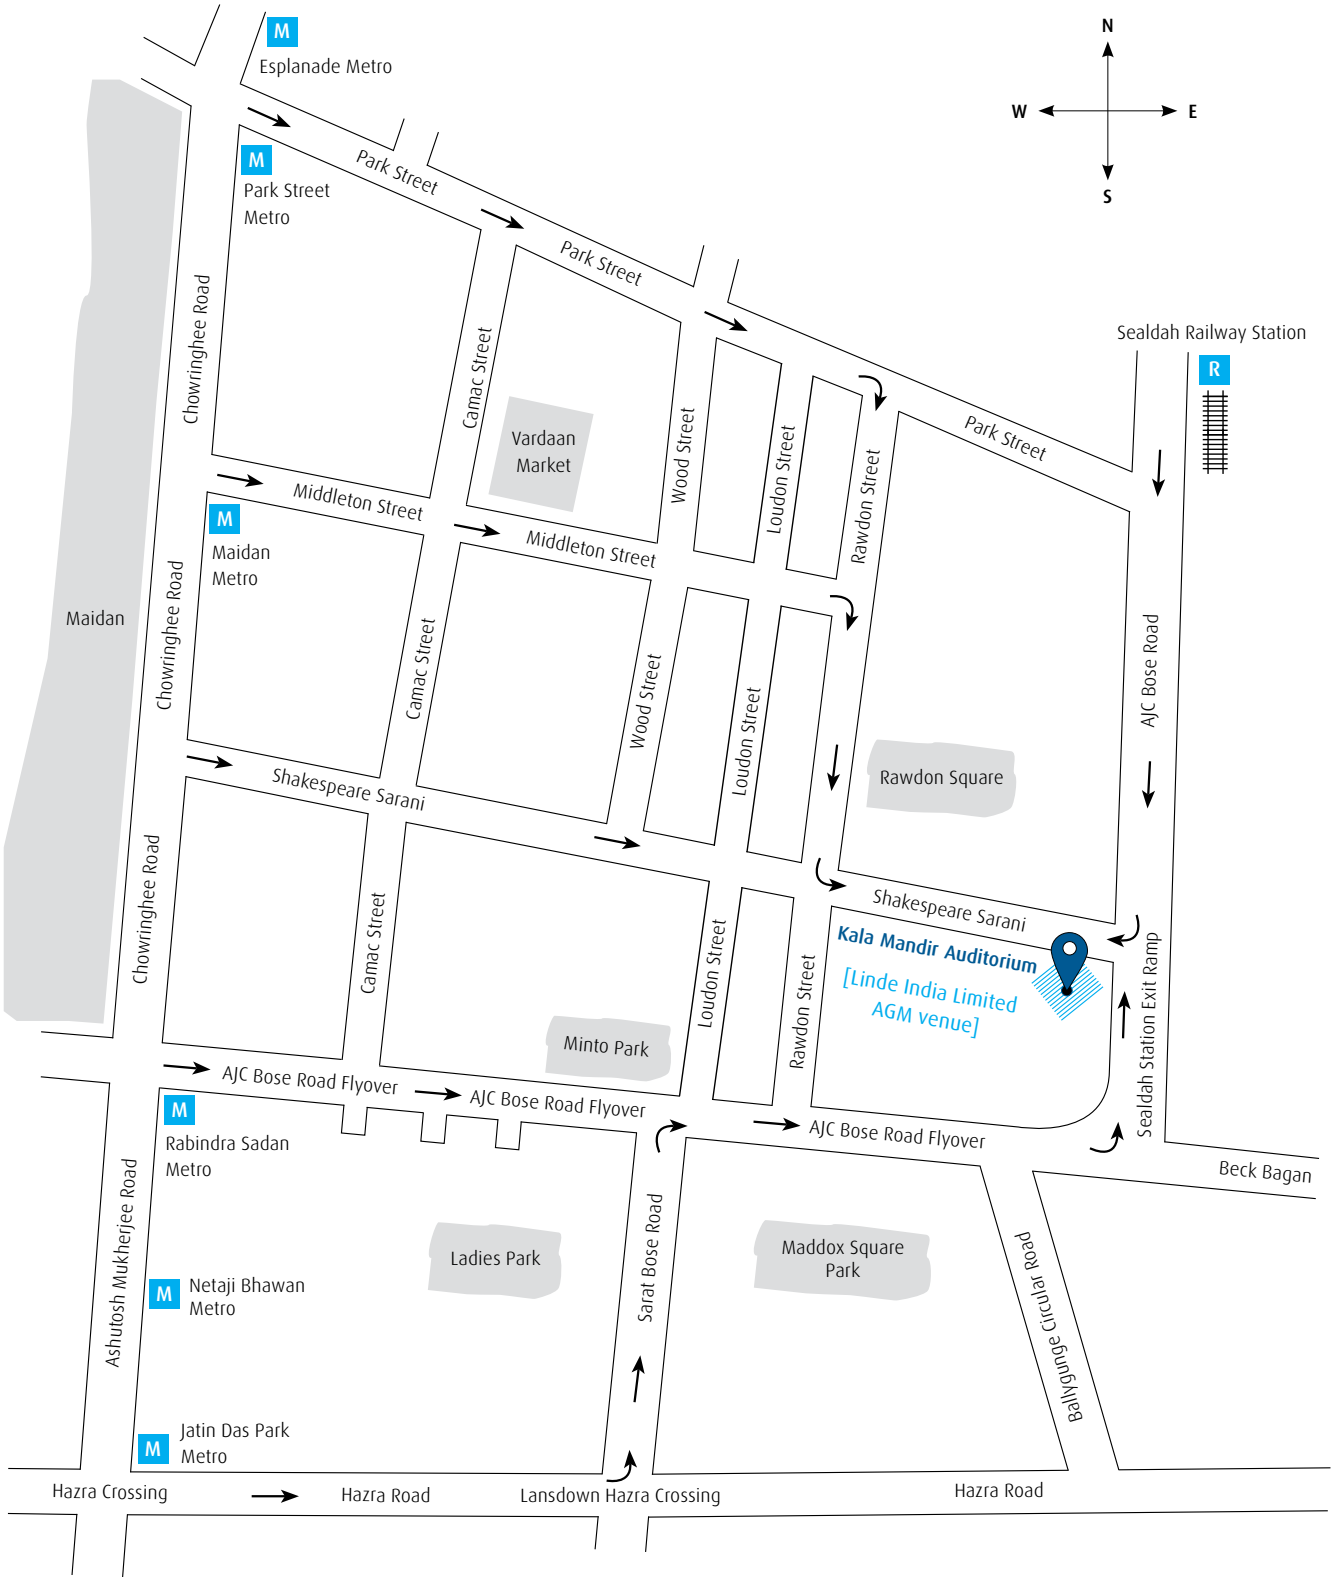 M
Esplanade Metro
N
W
E
S
M
Park Street
Metro
Park Street
Park Street
Park Street
Sealdah Railway Station
R
Chowringhee Road
Camac Street
Vardaan
Market
Wood Street
Loudon Street
Rawdon Street
Middleton Street
Middleton Street
M
Maidan
Metro
Maidan
Chowringhee Road
Camac Street
Wood Street
Loudon Street
AJC Bose Road
Rawdon Square
Shakespeare Sarani
Shakespeare Sarani
Chowringhee Road
Camac Street
Loudon Street
Rawdon Street
Kala Mandir Auditorium
[Linde India Limited
AGM venue]
Sealdah Station Exit Ramp
Minto Park
AJC Bose Road Flyover
AJC Bose Road Flyover
AJC Bose Road Flyover
M
Rabindra Sadan
Metro
Beck Bagan
Ashutosh Mukherjee Road
Ladies Park
Sarat Bose Road
Maddox Square
Park
Ballygunge Circular Road
M
Netaji Bhawan
Metro
M
Jatin Das Park
Metro
Hazra Crossing
Hazra Road
Lansdown Hazra Crossing
Hazra Road